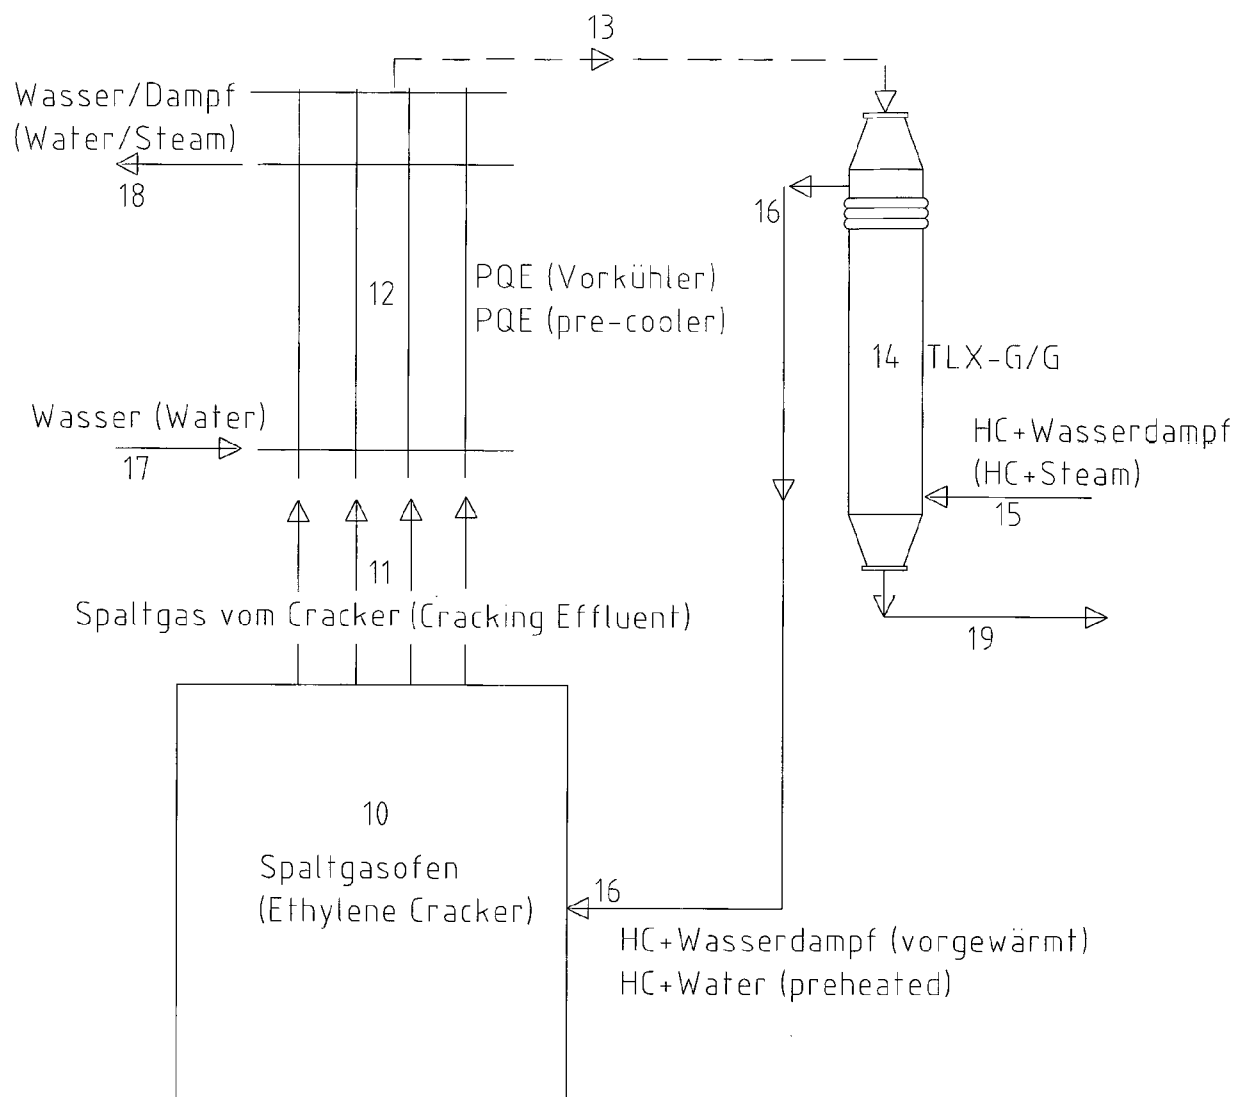 13
Wasser/Dampf
(Water/Steam)
18
16
12
PQE (Vorkühler)
PQE (pre-cooler)
14 TLX-G/G
Wasser (Water)
17
HC+Wasserdampf
(HC+Steam)
15
11
Spaltgas vom Cracker (Cracking Effluent)
19
10
Spaltgasofen
(Ethylene Cracker)
16
HC+Wasserdampf (vorgewärmt)
HC+Water (preheated)